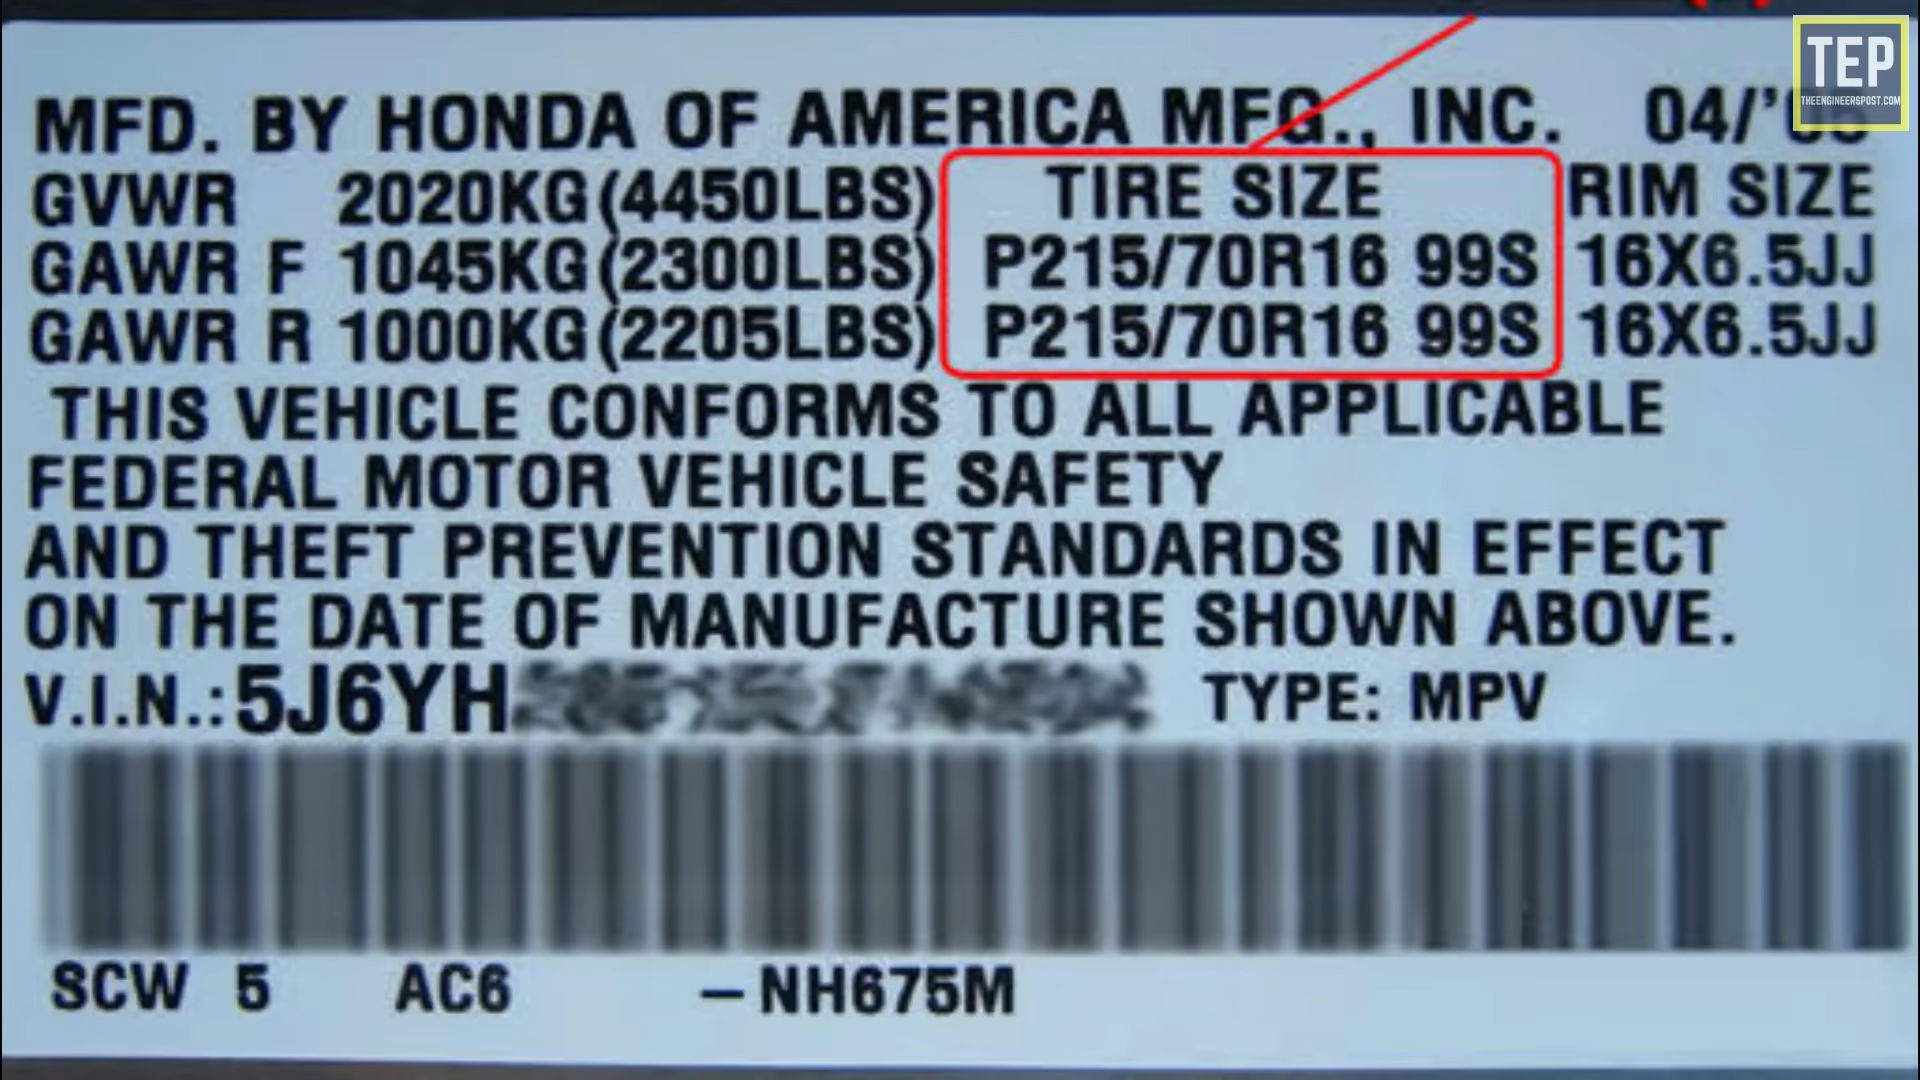 TEP
THEENGINEERSPOST.COM
MFD. BY HONDA OF AMERICA MFG., INC.
GVWR 2020KG(4450LBS) TIRE SIZE RIM SIZE
GAWR F 1045KG(2300LBS) P215/70R16 99S 16X6.5JJ
GAWR R 1000KG(2205LBS) P215/70R16 99S 16X6.5JJ
THIS VEHICLE CONFORMS TO ALL APPLICABLE
FEDERAL MOTOR VEHICLE SAFETY
AND THEFT PREVENTION STANDARDS IN EFFECT
ON THE DATE OF MANUFACTURE SHOWN ABOVE.
V.I.N.:5J6YH TYPE: MPV
SCW 5 AC6 –NH675M